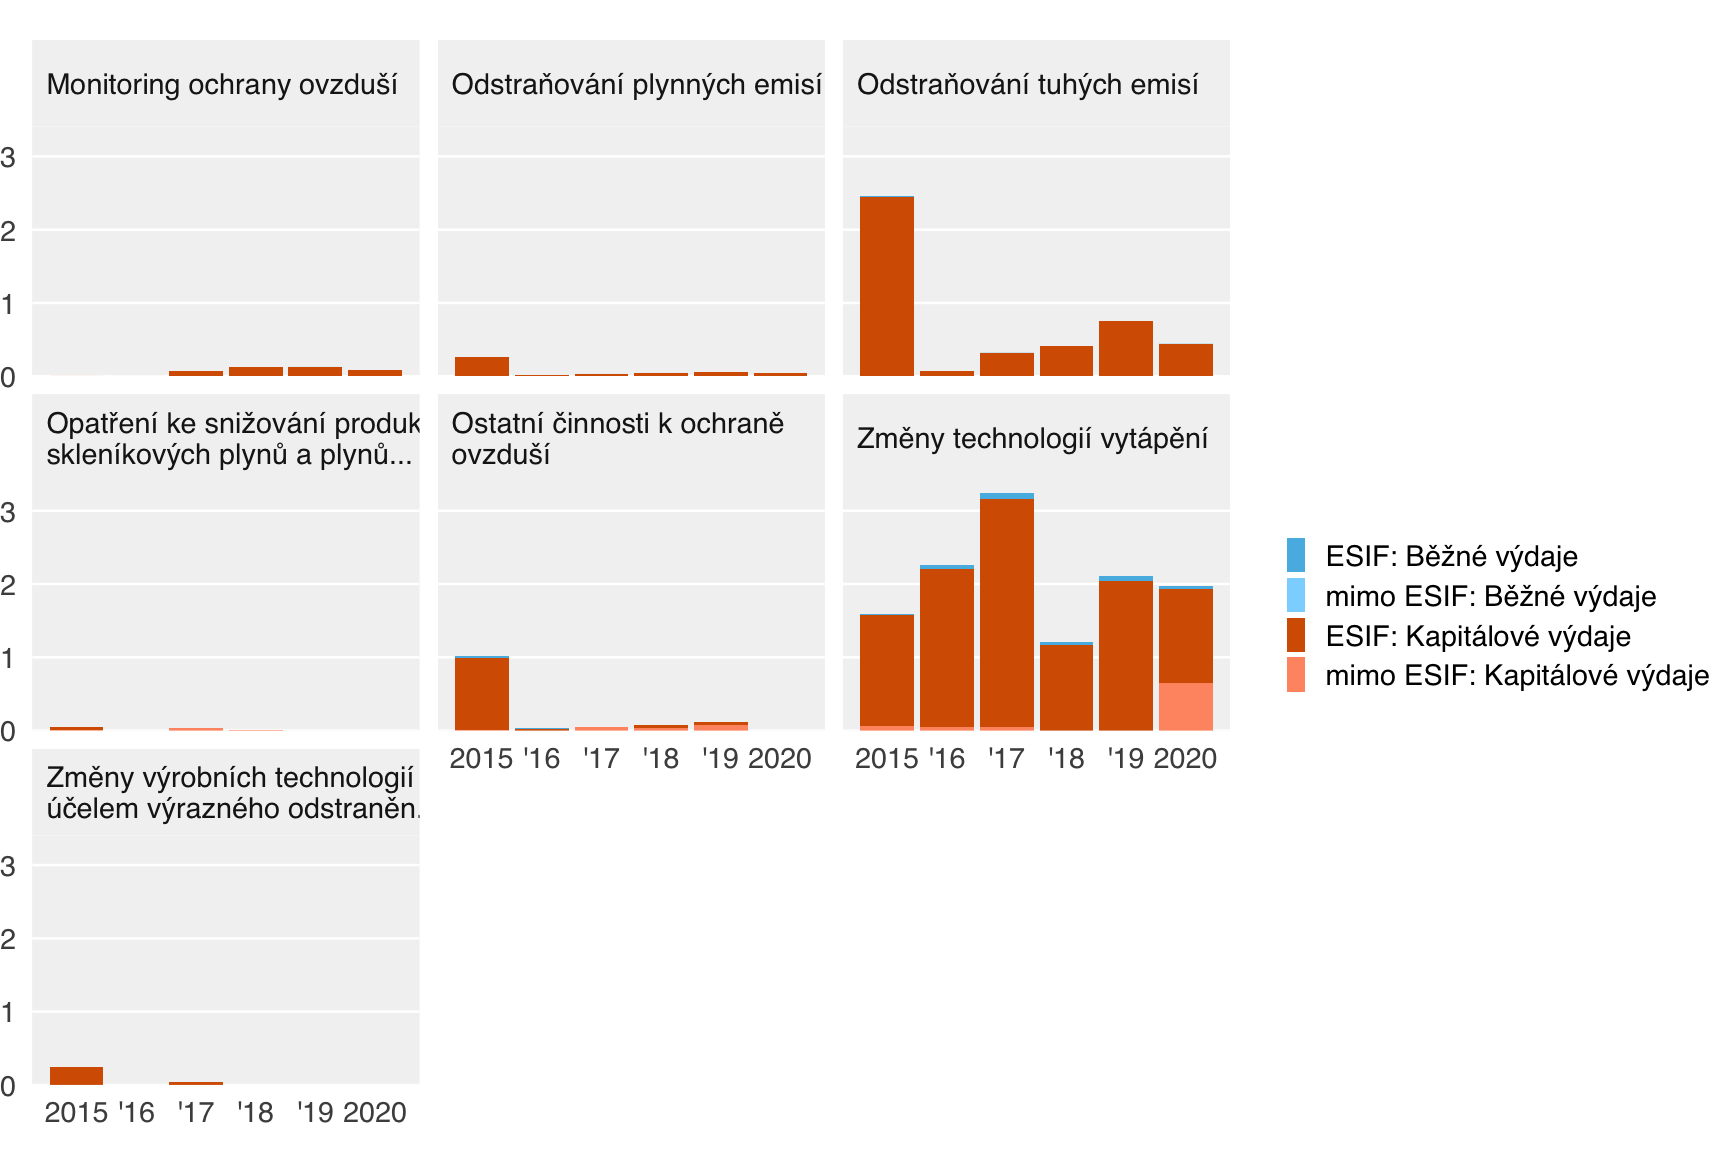 Monitoring ochrany ovzduší
Odstraňování plynných emisí
Odstraňování tuhých emisí
3
2
1
0
Opatření ke snižování produk
skleníkových plynů a plynů...
Ostatní činnosti k ochraně
ovzduší
Změny technologií vytápění
3
2
1
0
2015 '16 '17 '18 '19 2020
2015 '16 '17 '18 '19 2020
Změny výrobních technologií
účelem výrazného odstraněn.
3
2
1
0
2015 '16 '17 '18 '19 2020
ESIF: Běžné výdaje
mimo ESIF: Běžné výdaje
ESIF: Kapitálové výdaje
mimo ESIF: Kapitálové výdaje